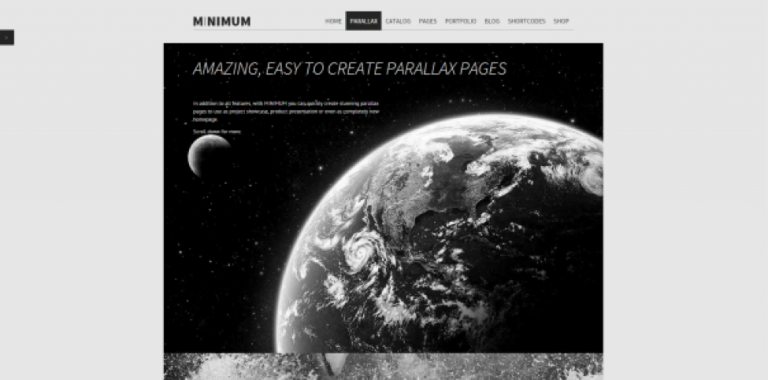 MINIMUM
HOME PARALLAX CATALOG PAGES PORTFOLIO BLOG SHORTCODES SHOP
AMAZING, EASY TO CREATE PARALLAX PAGES
In addition to all features, with MINIMUM you can quickly create stunning parallax
pages to use as project showcase, product presentation or even as completely new
homepage.
Scroll down for more